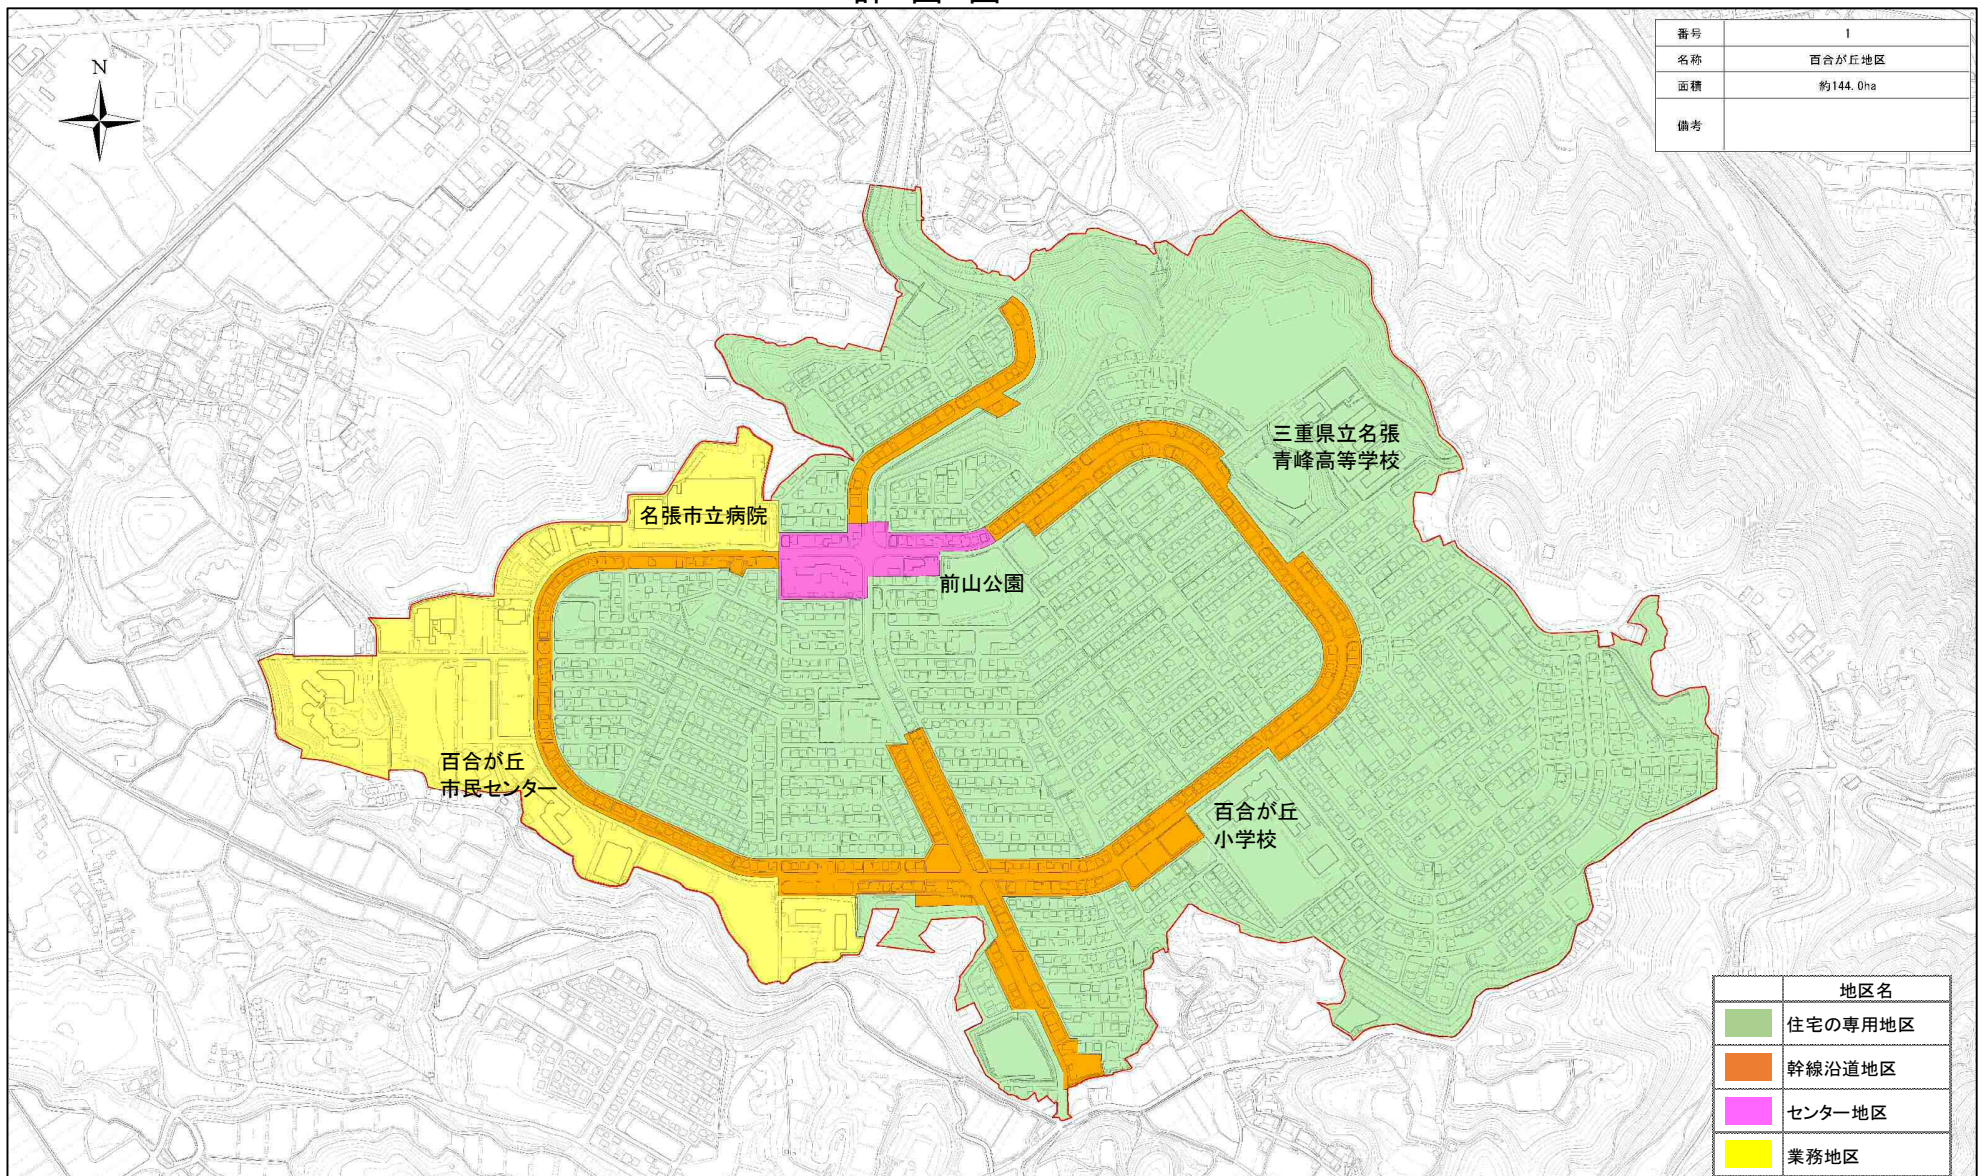 計画図
N
番号 1
名称 百合が丘地区
面積 約144.0ha
備考
三重県立名張
青峰高等学校
名張市立病院
前山公園
百合が丘
市民センター
百合が丘
小学校
地区名
住宅の専用地区
幹線沿道地区
センター地区
業務地区